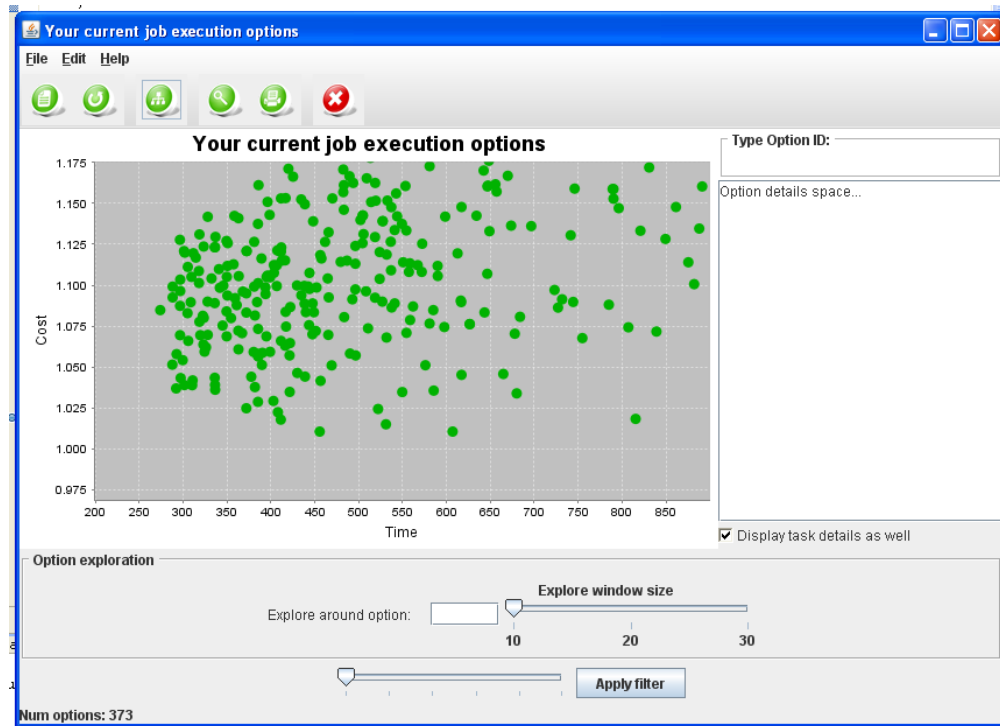 Your current job execution options
File Edit Help
Your current job execution options
Type Option ID:
Option details space...
1.175
1.150
1.125
1.100
1.075
1.050
1.025
1.000
0.975
Cost
200 250 300 350 400 450 500 550 600 650 700 750 800 850
Time
Display task details as well
Option exploration
Explore window size
Explore around option:
10 20 30
Apply filter
Num options: 373